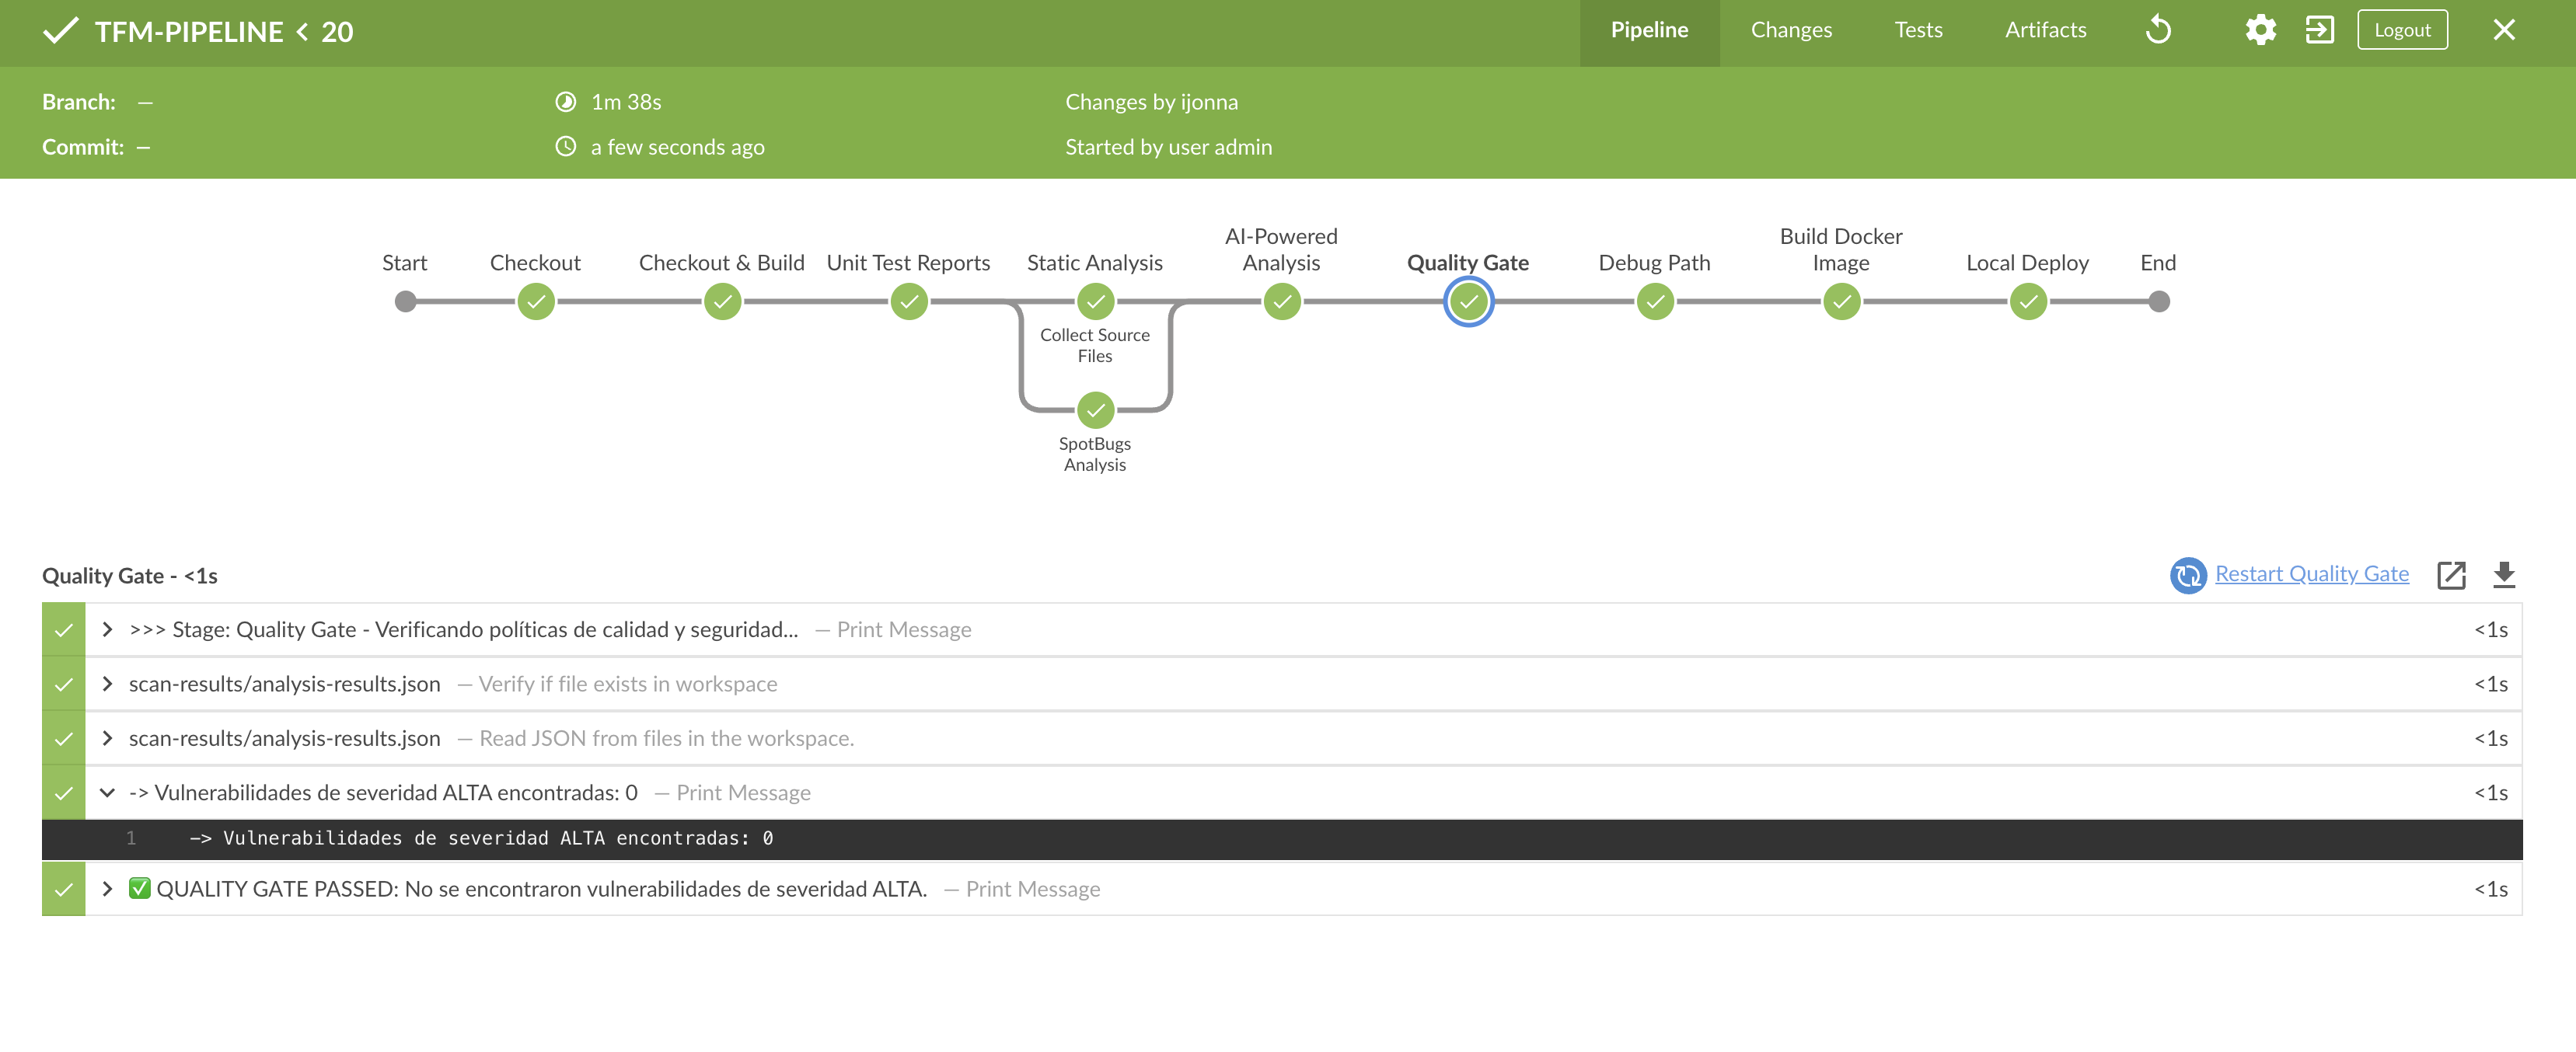 TFM-PIPELINE < 20
Pipeline
Changes
Tests
Artifacts
Logout
Branch: —
1m 38s
Changes by ijonna
Commit: —
a few seconds ago
Started by user admin
Start
Checkout
Checkout & Build
Unit Test Reports
Static Analysis
AI-Powered
Analysis
Quality Gate
Debug Path
Build Docker
Image
Local Deploy
End
Collect Source
Files
SpotBugs
Analysis
Quality Gate - <1s
Restart Quality Gate
>>> Stage: Quality Gate - Verificando políticas de calidad y seguridad... — Print Message <1s
scan-results/analysis-results.json — Verify if file exists in workspace <1s
scan-results/analysis-results.json — Read JSON from files in the workspace. <1s
-> Vulnerabilidades de severidad ALTA encontradas: 0 — Print Message <1s
1 -> Vulnerabilidades de severidad ALTA encontradas: 0
✅ QUALITY GATE PASSED: No se encontraron vulnerabilidades de severidad ALTA. — Print Message <1s